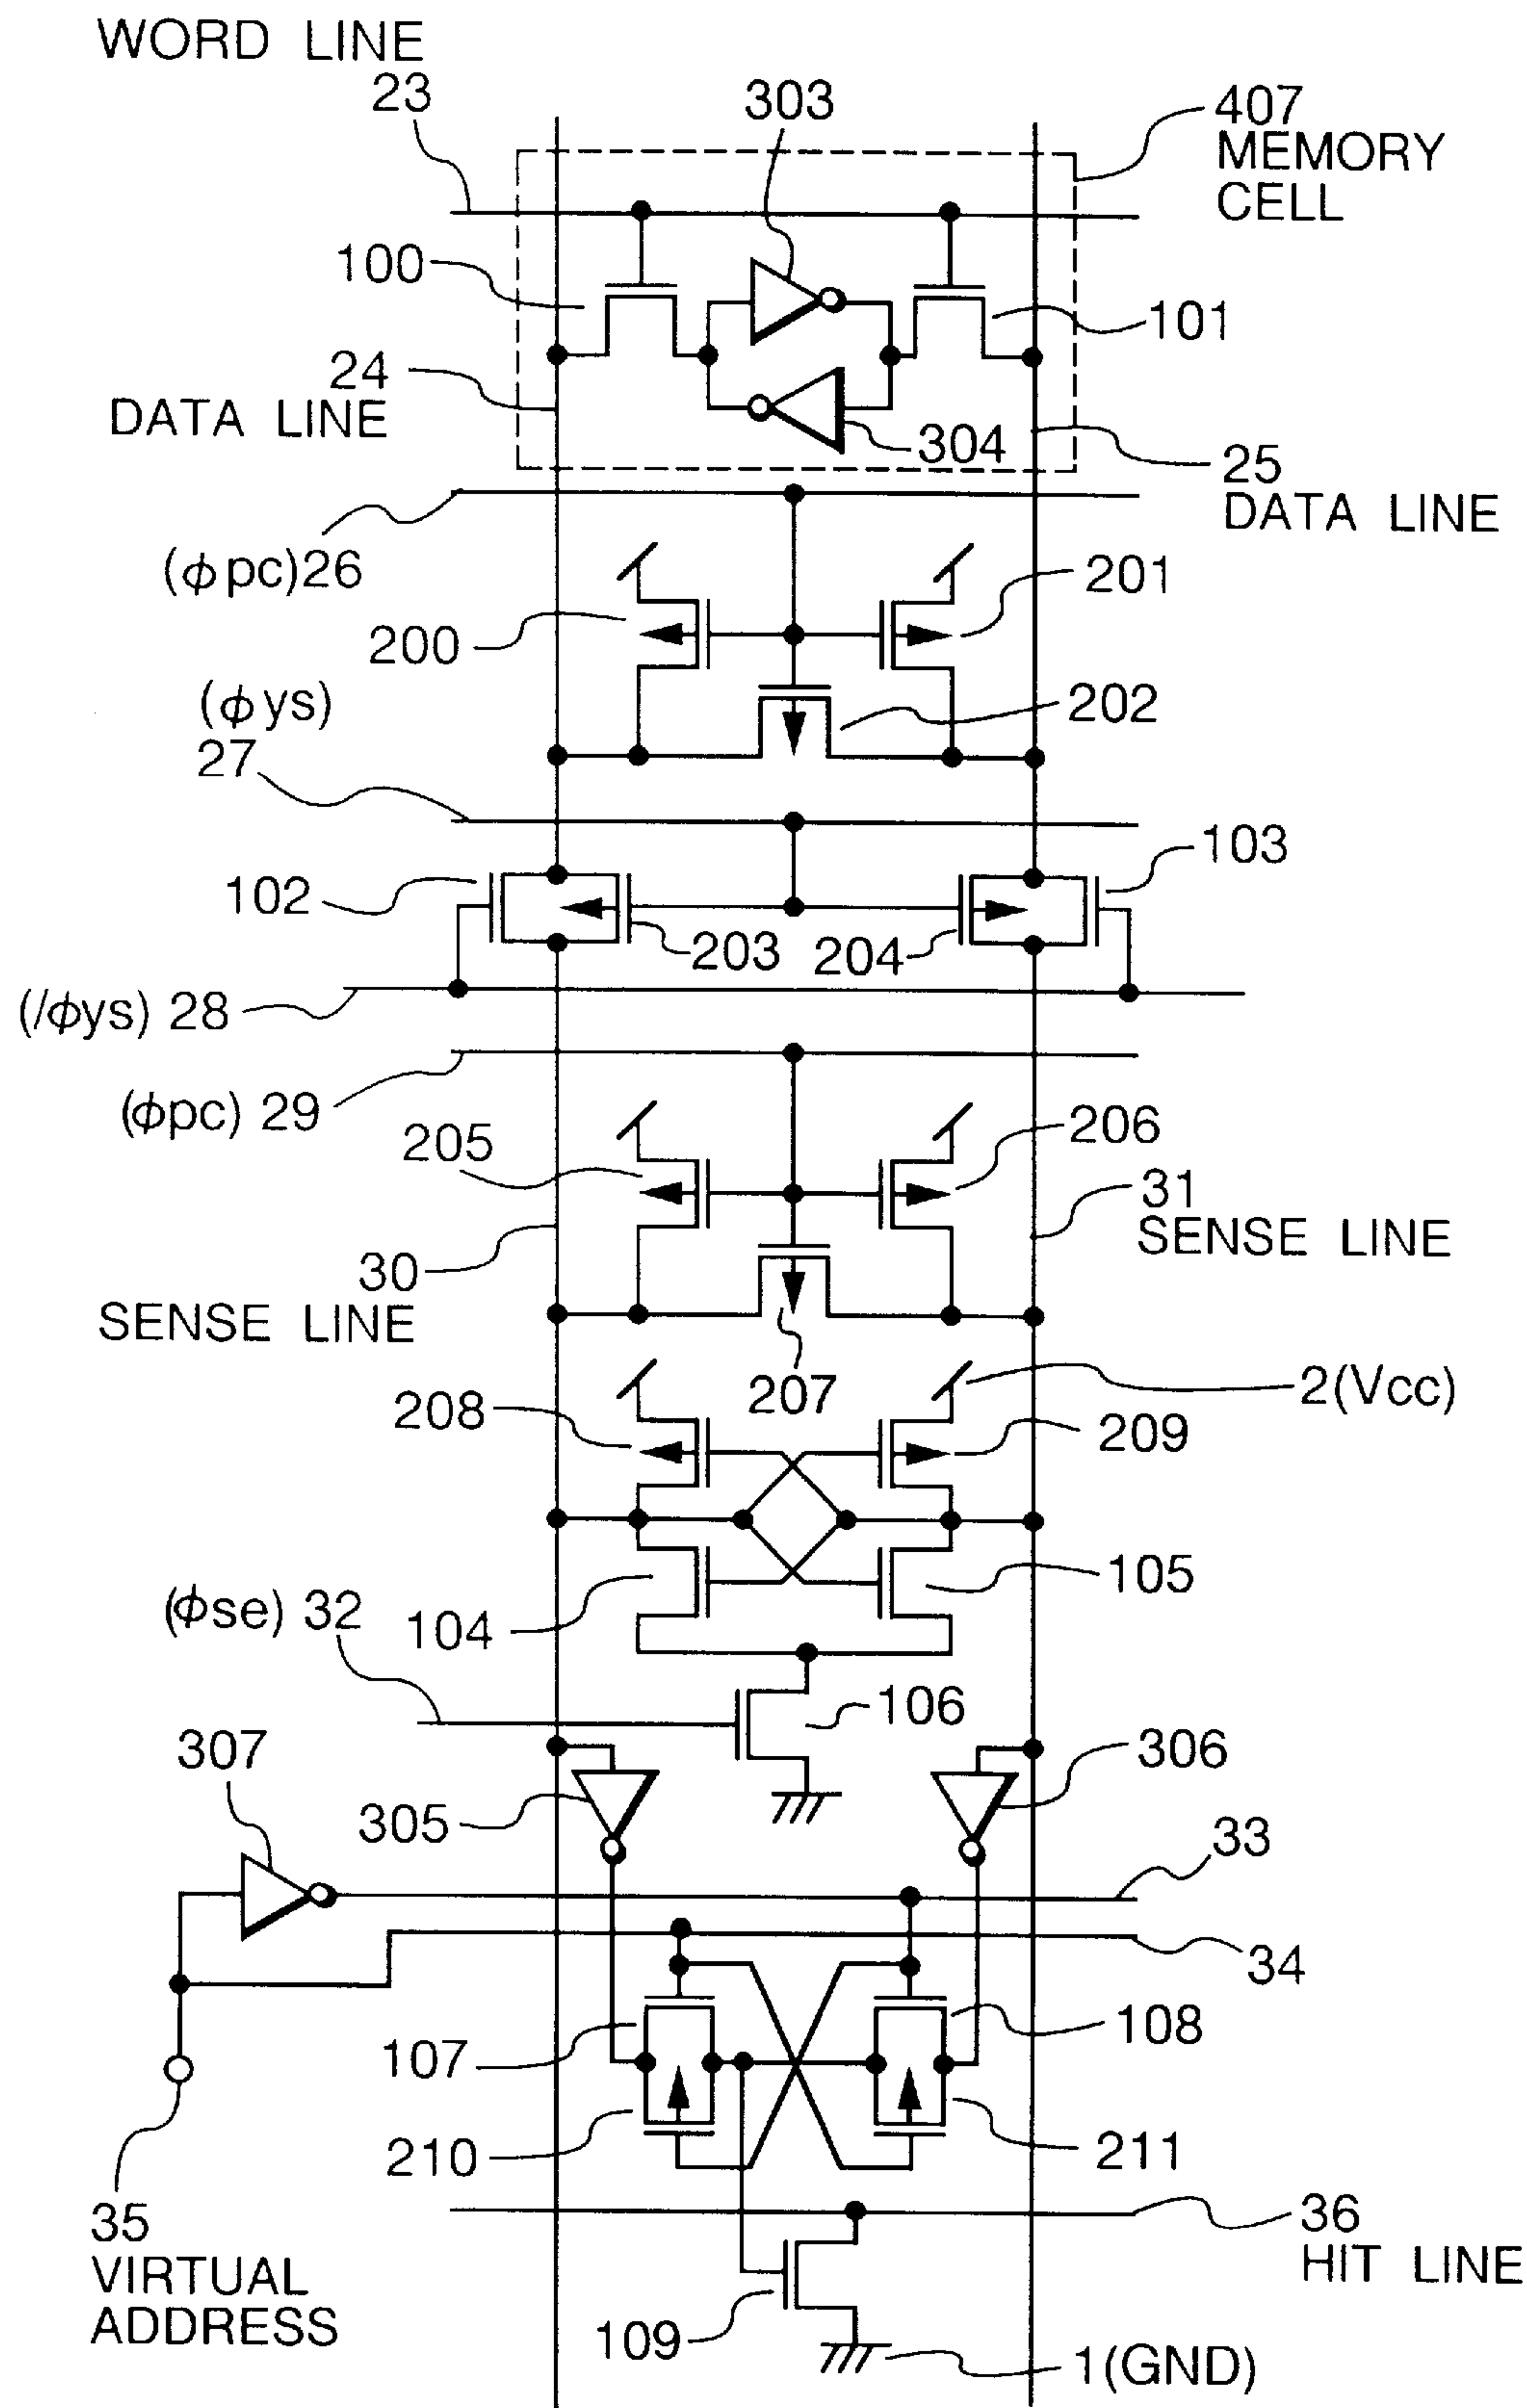 WORD LINE
23
303
407
MEMORY
CELL
100
101
24
DATA LINE
304
25
DATA LINE
(ϕpc)26
201
200
(ϕys)
27
202
103
102
203
204
(/ϕys) 28
(ϕpc) 29
205
206
31
SENSE LINE
30
SENSE LINE
207
2(Vcc)
208
209
105
(ϕse) 32
104
106
307
306
305
33
34
108
107
210
211
35
VIRTUAL
ADDRESS
36
HIT LINE
109
1(GND)